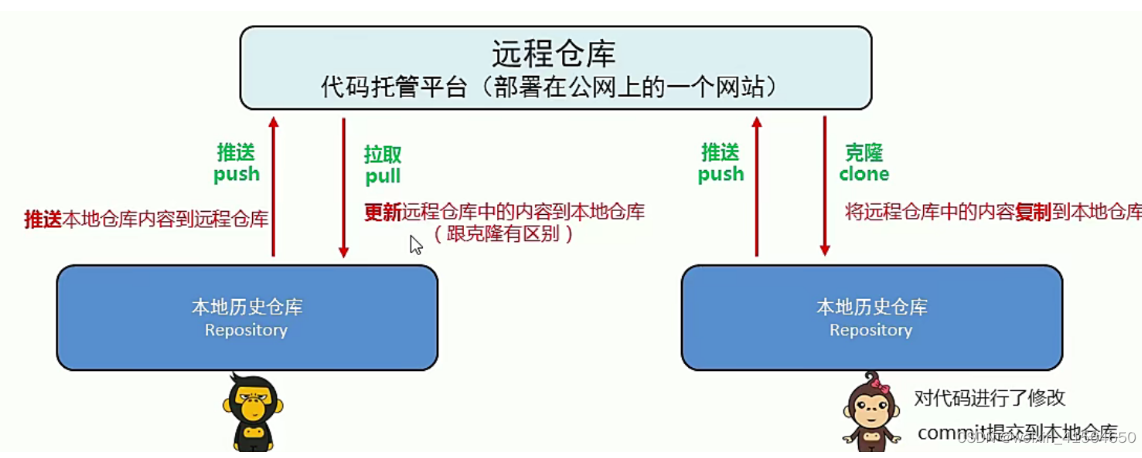 远程仓库
代码托管平台（部署在公网上的一个网站）
推送
push
拉取
pull
推送
push
克隆
clone
推送本地仓库内容到远程仓库
更新远程仓库中的内容到本地仓库
（跟克隆有区别）
将远程仓库中的内容复制到本地仓库
本地历史仓库
Repository
本地历史仓库
Repository
对代码进行了修改
commit提交到本地仓库